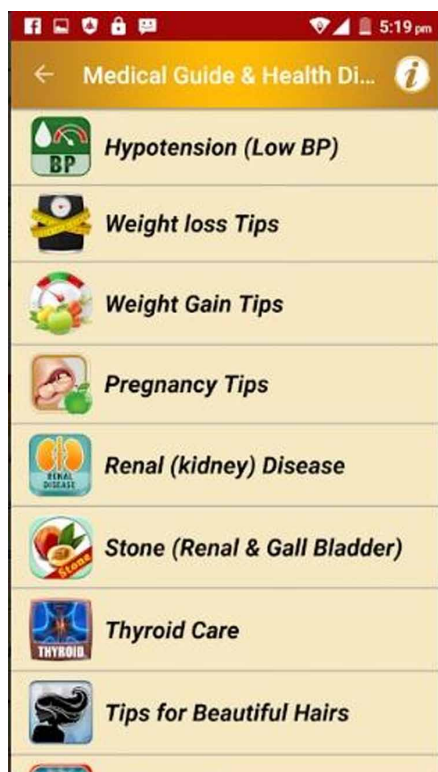 5:19 pm
Medical Guide & Health Di...
BP
Hypotension (Low BP)
Weight loss Tips
Weight Gain Tips
Pregnancy Tips
RENAL
DISEASE
Renal (kidney) Disease
Stone
Stone (Renal & Gall Bladder)
THYROID
Thyroid Care
Tips for Beautiful Hairs